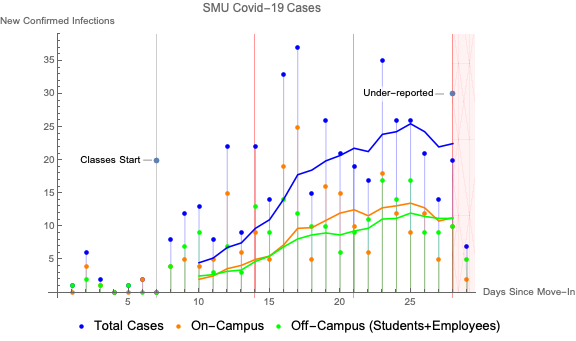 SMU Covid-19 Cases
New Confirmed Infections
35
Under-reported
30
25
Classes Start
20
15
10
5
5 10 15 20 25 Days Since Move-In
Total Cases On-Campus Off-Campus (Students+Employees)